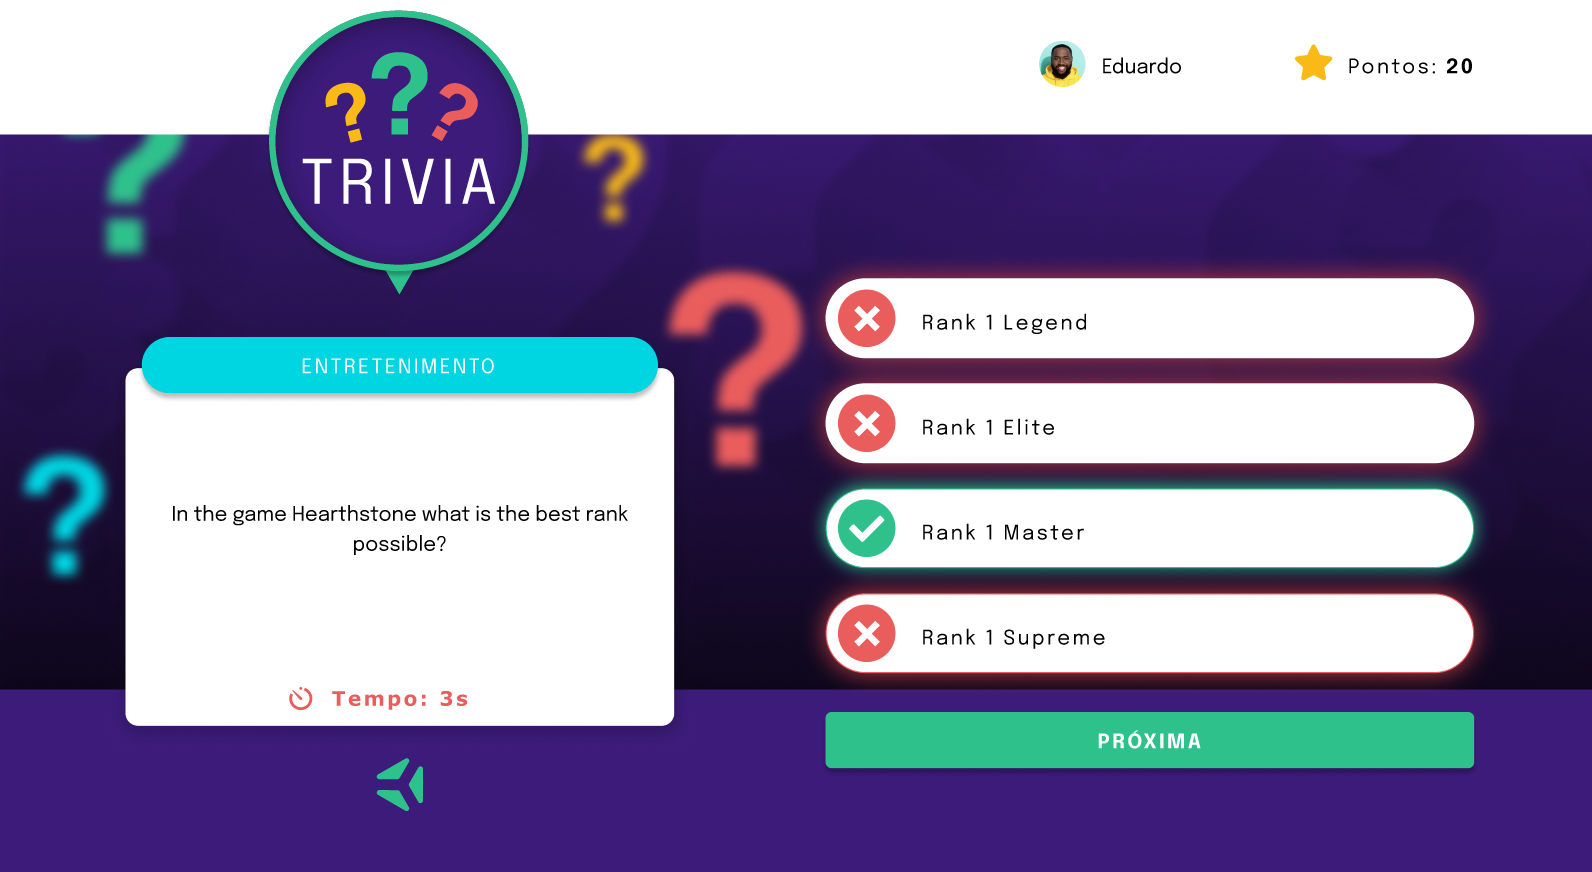 ??? 
TRIVIA
Eduardo
Pontos: 20
ENTRETENIMENTO
In the game Hearthstone what is the best rank
possible?
Tempo: 3s
Rank 1 Legend
Rank 1 Elite
Rank 1 Master
Rank 1 Supreme
PRÓXIMA